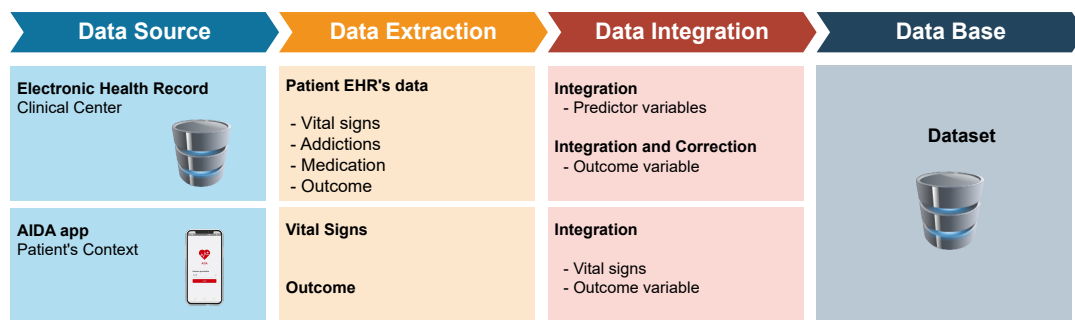 Data Source
Data Extraction
Data Integration
Data Base
Electronic Health Record
Clinical Center
Patient EHR's data
- Vital signs
- Addictions
- Medication
- Outcome
Integration
- Predictor variables
Integration and Correction
- Outcome variable
Dataset
AIDA app
Patient's Context
Vital Signs
Outcome
Integration
- Vital signs
- Outcome variable